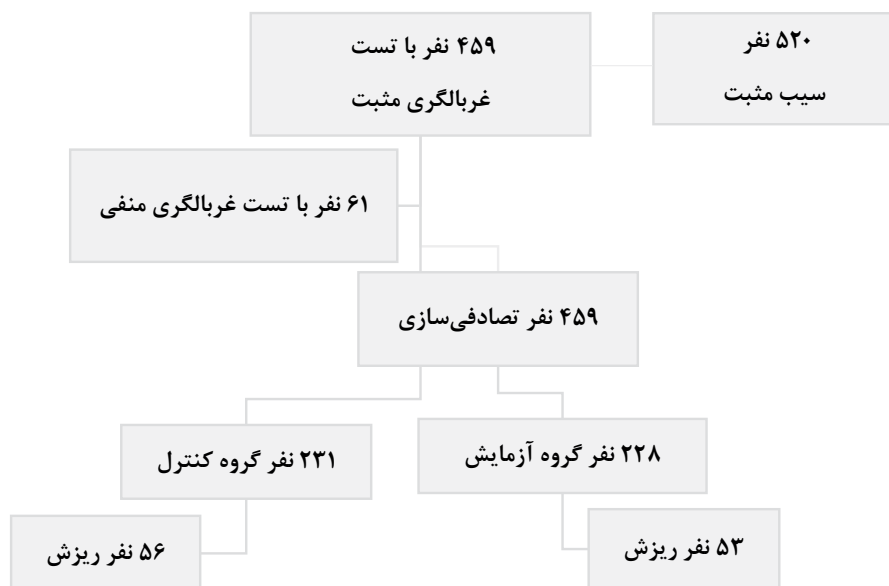 ۵۲۰ نفر
سیب مثبت
۴۵۹ نفر با تست
غربالگری مثبت
۶۱ نفر با تست غربالگری منفی
۴۵۹ نفر تصادفی‌سازی
۲۲۸ نفر گروه آزمایش
۲۳۱ نفر گروه کنترل
۵۳ نفر ریزش
۵۶ نفر ریزش